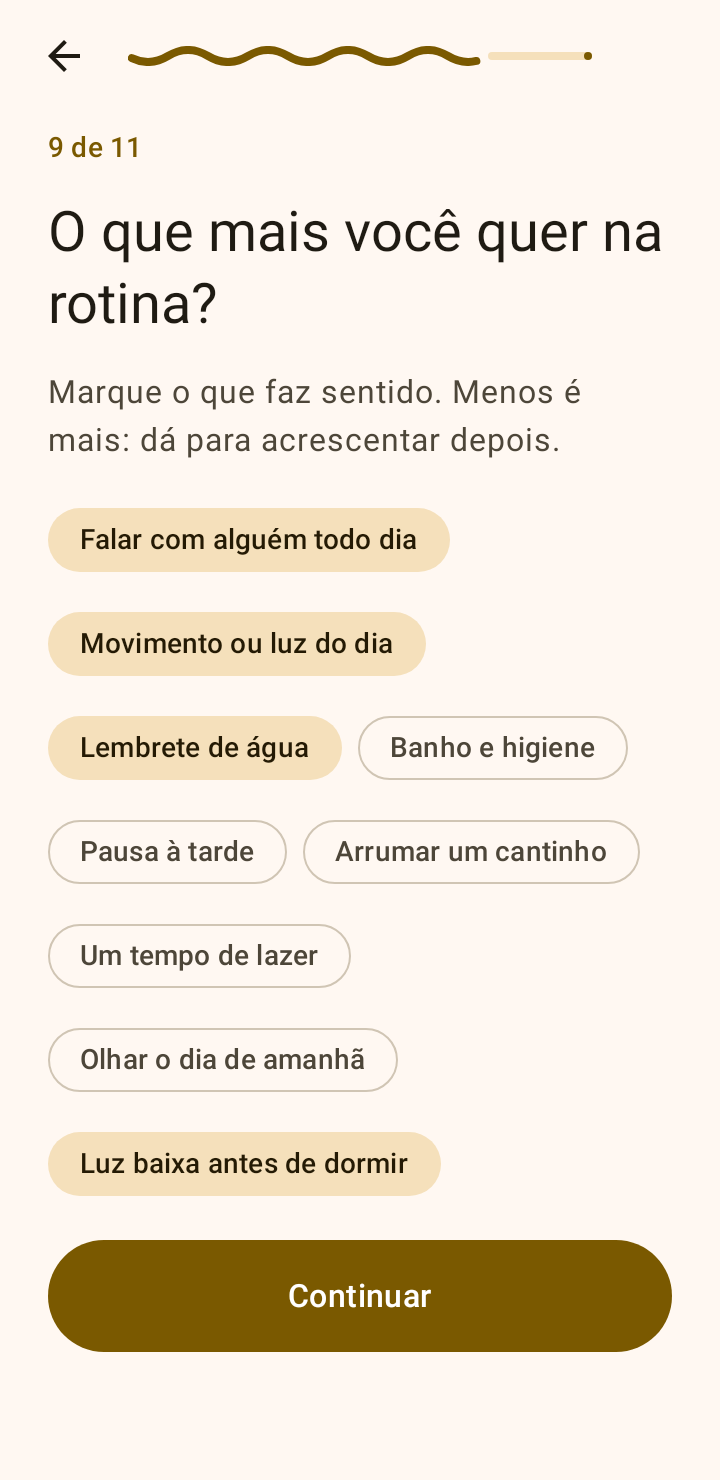 9 de 11
O que mais você quer na
rotina?
Marque o que faz sentido. Menos é
mais: dá para acrescentar depois.
Falar com alguém todo dia
Movimento ou luz do dia
Lembrete de água
Banho e higiene
Pausa à tarde
Arrumar um cantinho
Um tempo de lazer
Olhar o dia de amanhã
Luz baixa antes de dormir
Continuar